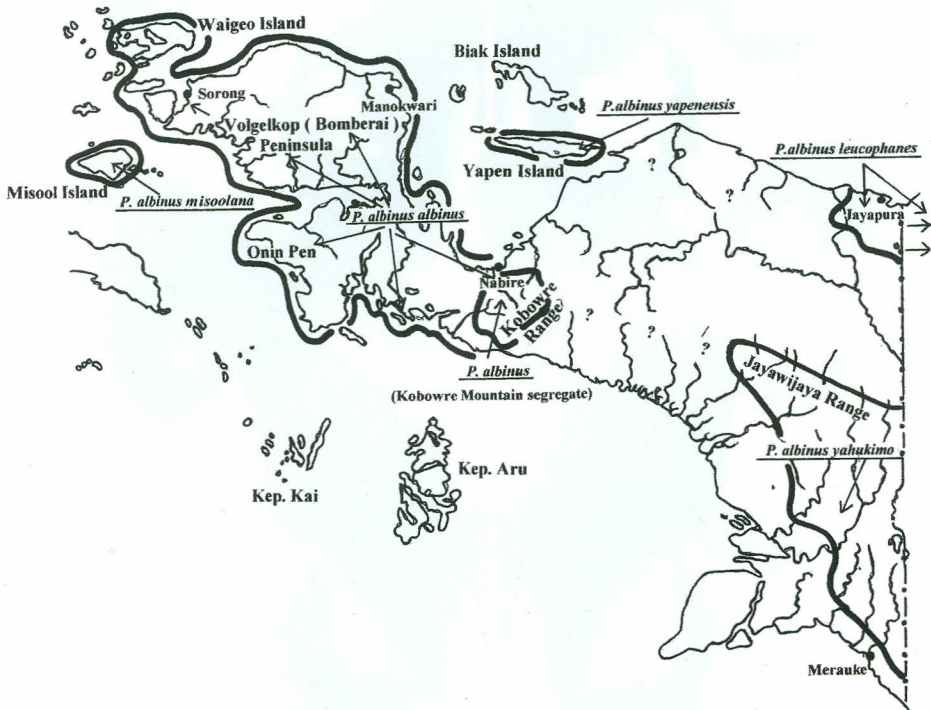 Waigeo Island
Biak Island
Sorong
Manokwari
P.albinus yapenensis
Volgelkop ( Bomberai )
Peninsula
?
?
P.albinus leucophanes
Misool Island
Yapen Island
P. albinus misoolana
P. albinus albinus
Jayapura
Onin Pen
Nabire
Kobowre
Range
?
?
?
?
P. albinus
(Kobowre Mountain segregate)
Jayawijaya Range
P. albinus yahukimo
Kep. Kai
Kep. Aru
Merauke